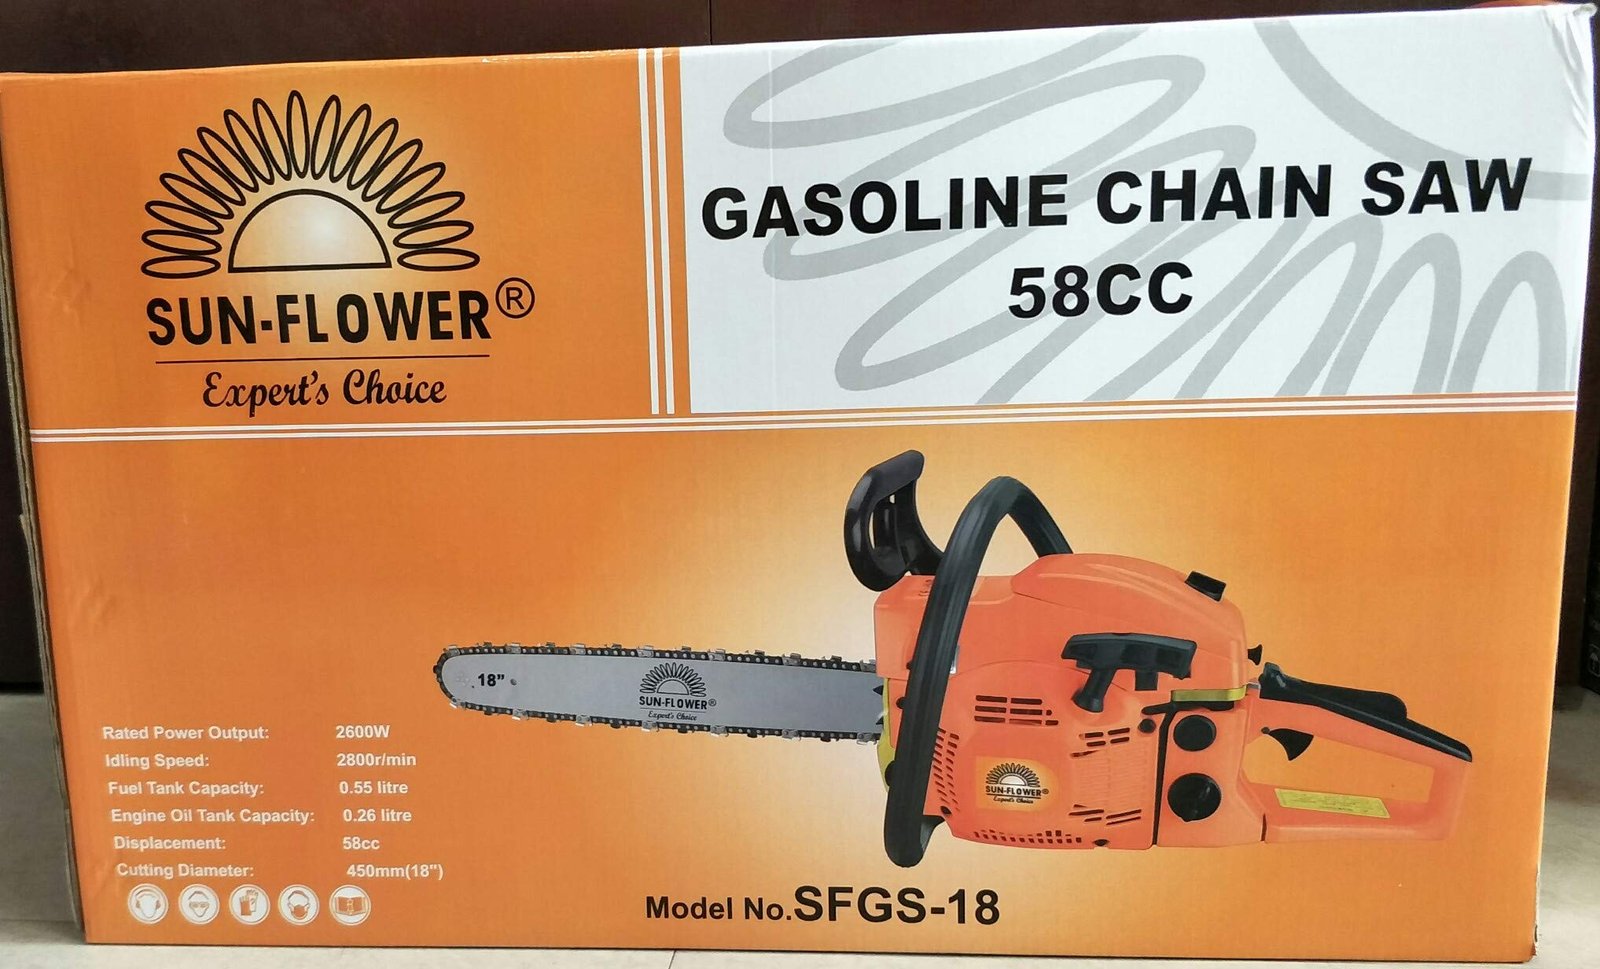 SUN-FLOWER®
Expert's Choice
GASOLINE CHAIN SAW
58CC
18"
SUN-FLOWER®
Expert's Choice
SUN-FLOWER®
Expert's Choice
Rated Power Output: 2600W
Idling Speed: 2800r/min
Fuel Tank Capacity: 0.55 litre
Engine Oil Tank Capacity: 0.26 litre
Displacement: 58cc
Cutting Diameter: 450mm(18")
Model No.SFGS-18